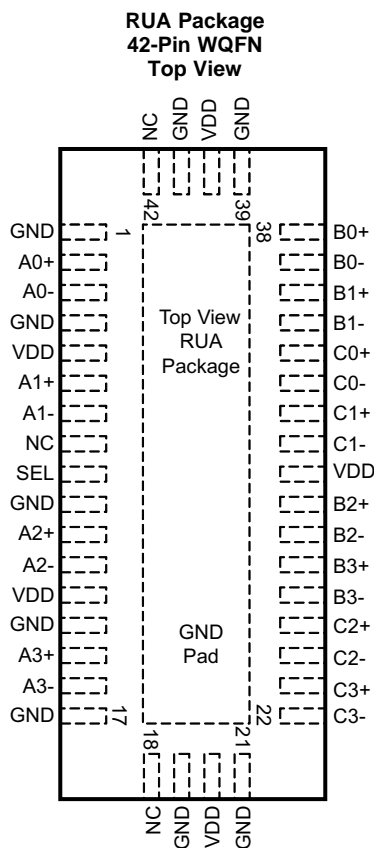 RUA Package
42-Pin WQFN
Top View
NC
GND
VDD
GND
42
39
GND 1
A0+
A0-
GND
VDD
A1+
A1-
NC
SEL
GND
A2+
A2-
VDD
GND
A3+
A3-
GND 17
Top View
RUA
Package
GND
Pad
38 B0+
B0-
B1+
B1-
C0+
C0-
C1+
C1-
VDD
B2+
B2-
B3+
B3-
C2+
C2-
C3+
22 C3-
18
21
NC
GND
VDD
GND